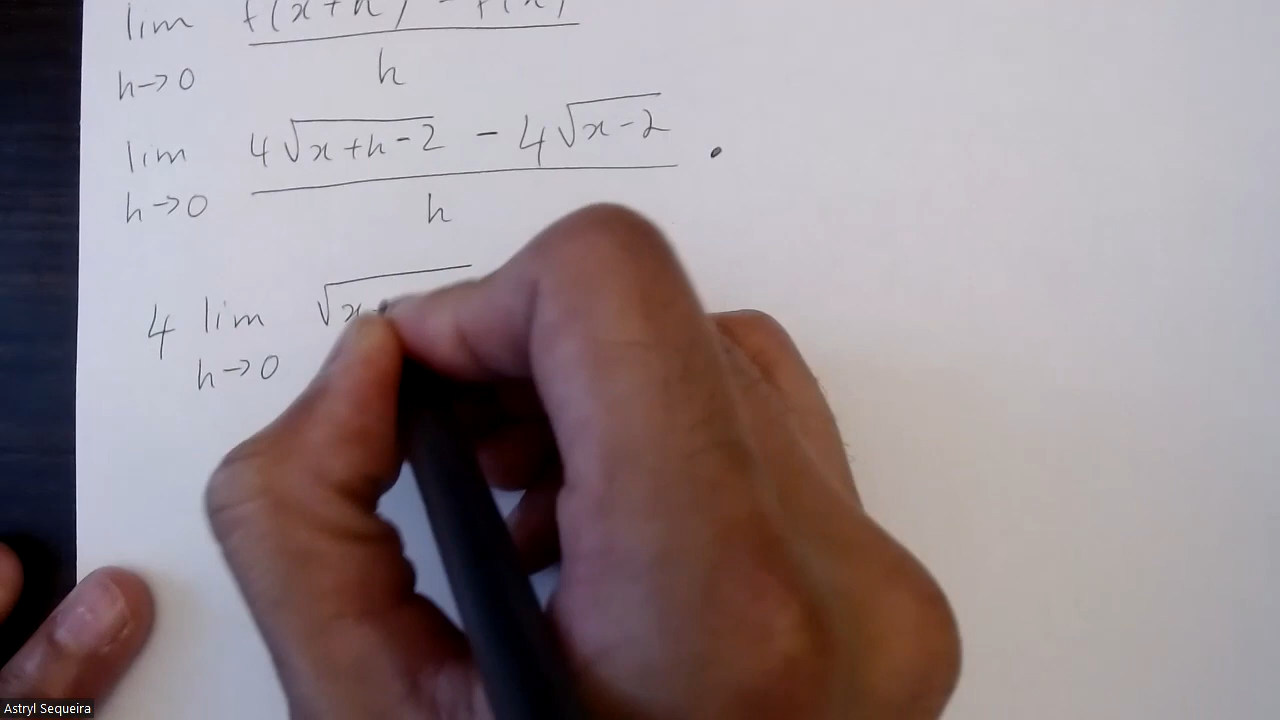 lim f(x+h) - f(x)
h→0 h
lim 4√x+h-2 - 4√x-2 .
h→0 h
4 lim √x
h→0
Astryl Sequeira